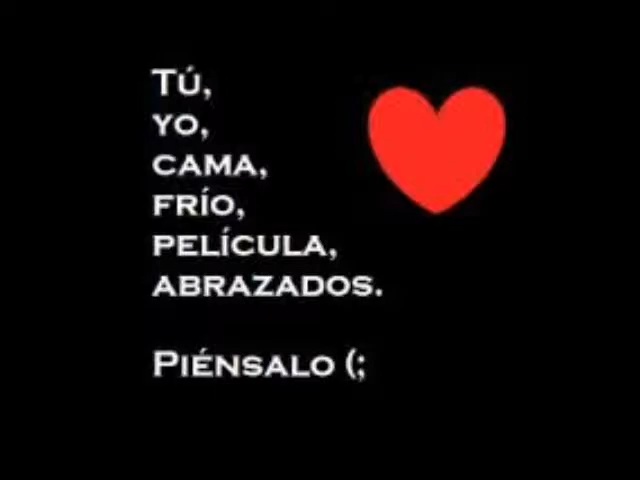 Tú,
yo,
cama,
frío,
película,
abrazados.
Piénsalo (;